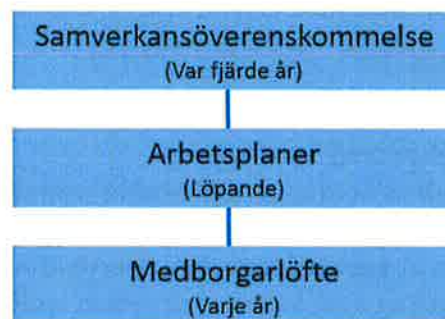 Samverkansöverenskommelse
(Var fjärde år)
Arbetsplaner
(Löpande)
Medborgarlöfte
(Varje år)